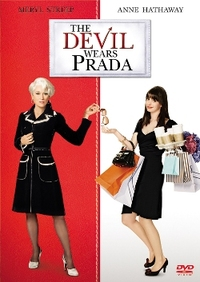 MERYL STREEP
ANNE HATHAWAY
THE
DEVIL
WEARS
PRADA
DVD